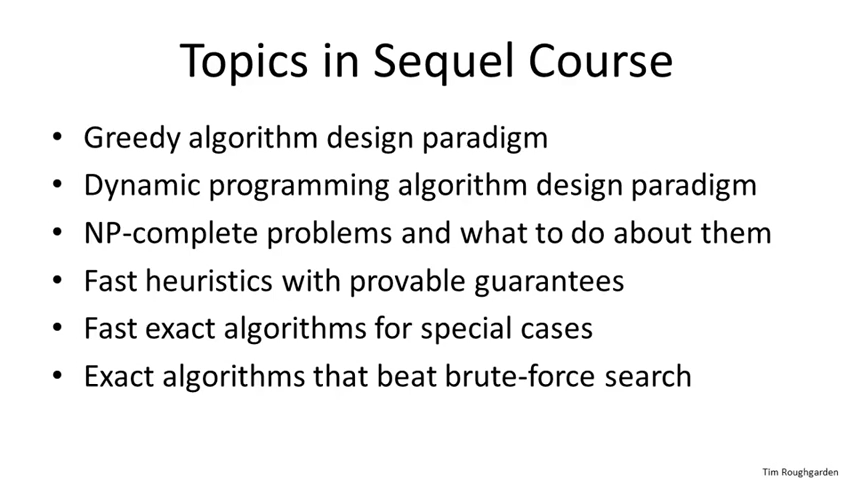 Topics in Sequel Course
• Greedy algorithm design paradigm
• Dynamic programming algorithm design paradigm
• NP-complete problems and what to do about them
• Fast heuristics with provable guarantees
• Fast exact algorithms for special cases
• Exact algorithms that beat brute-force search
Tim Roughgarden